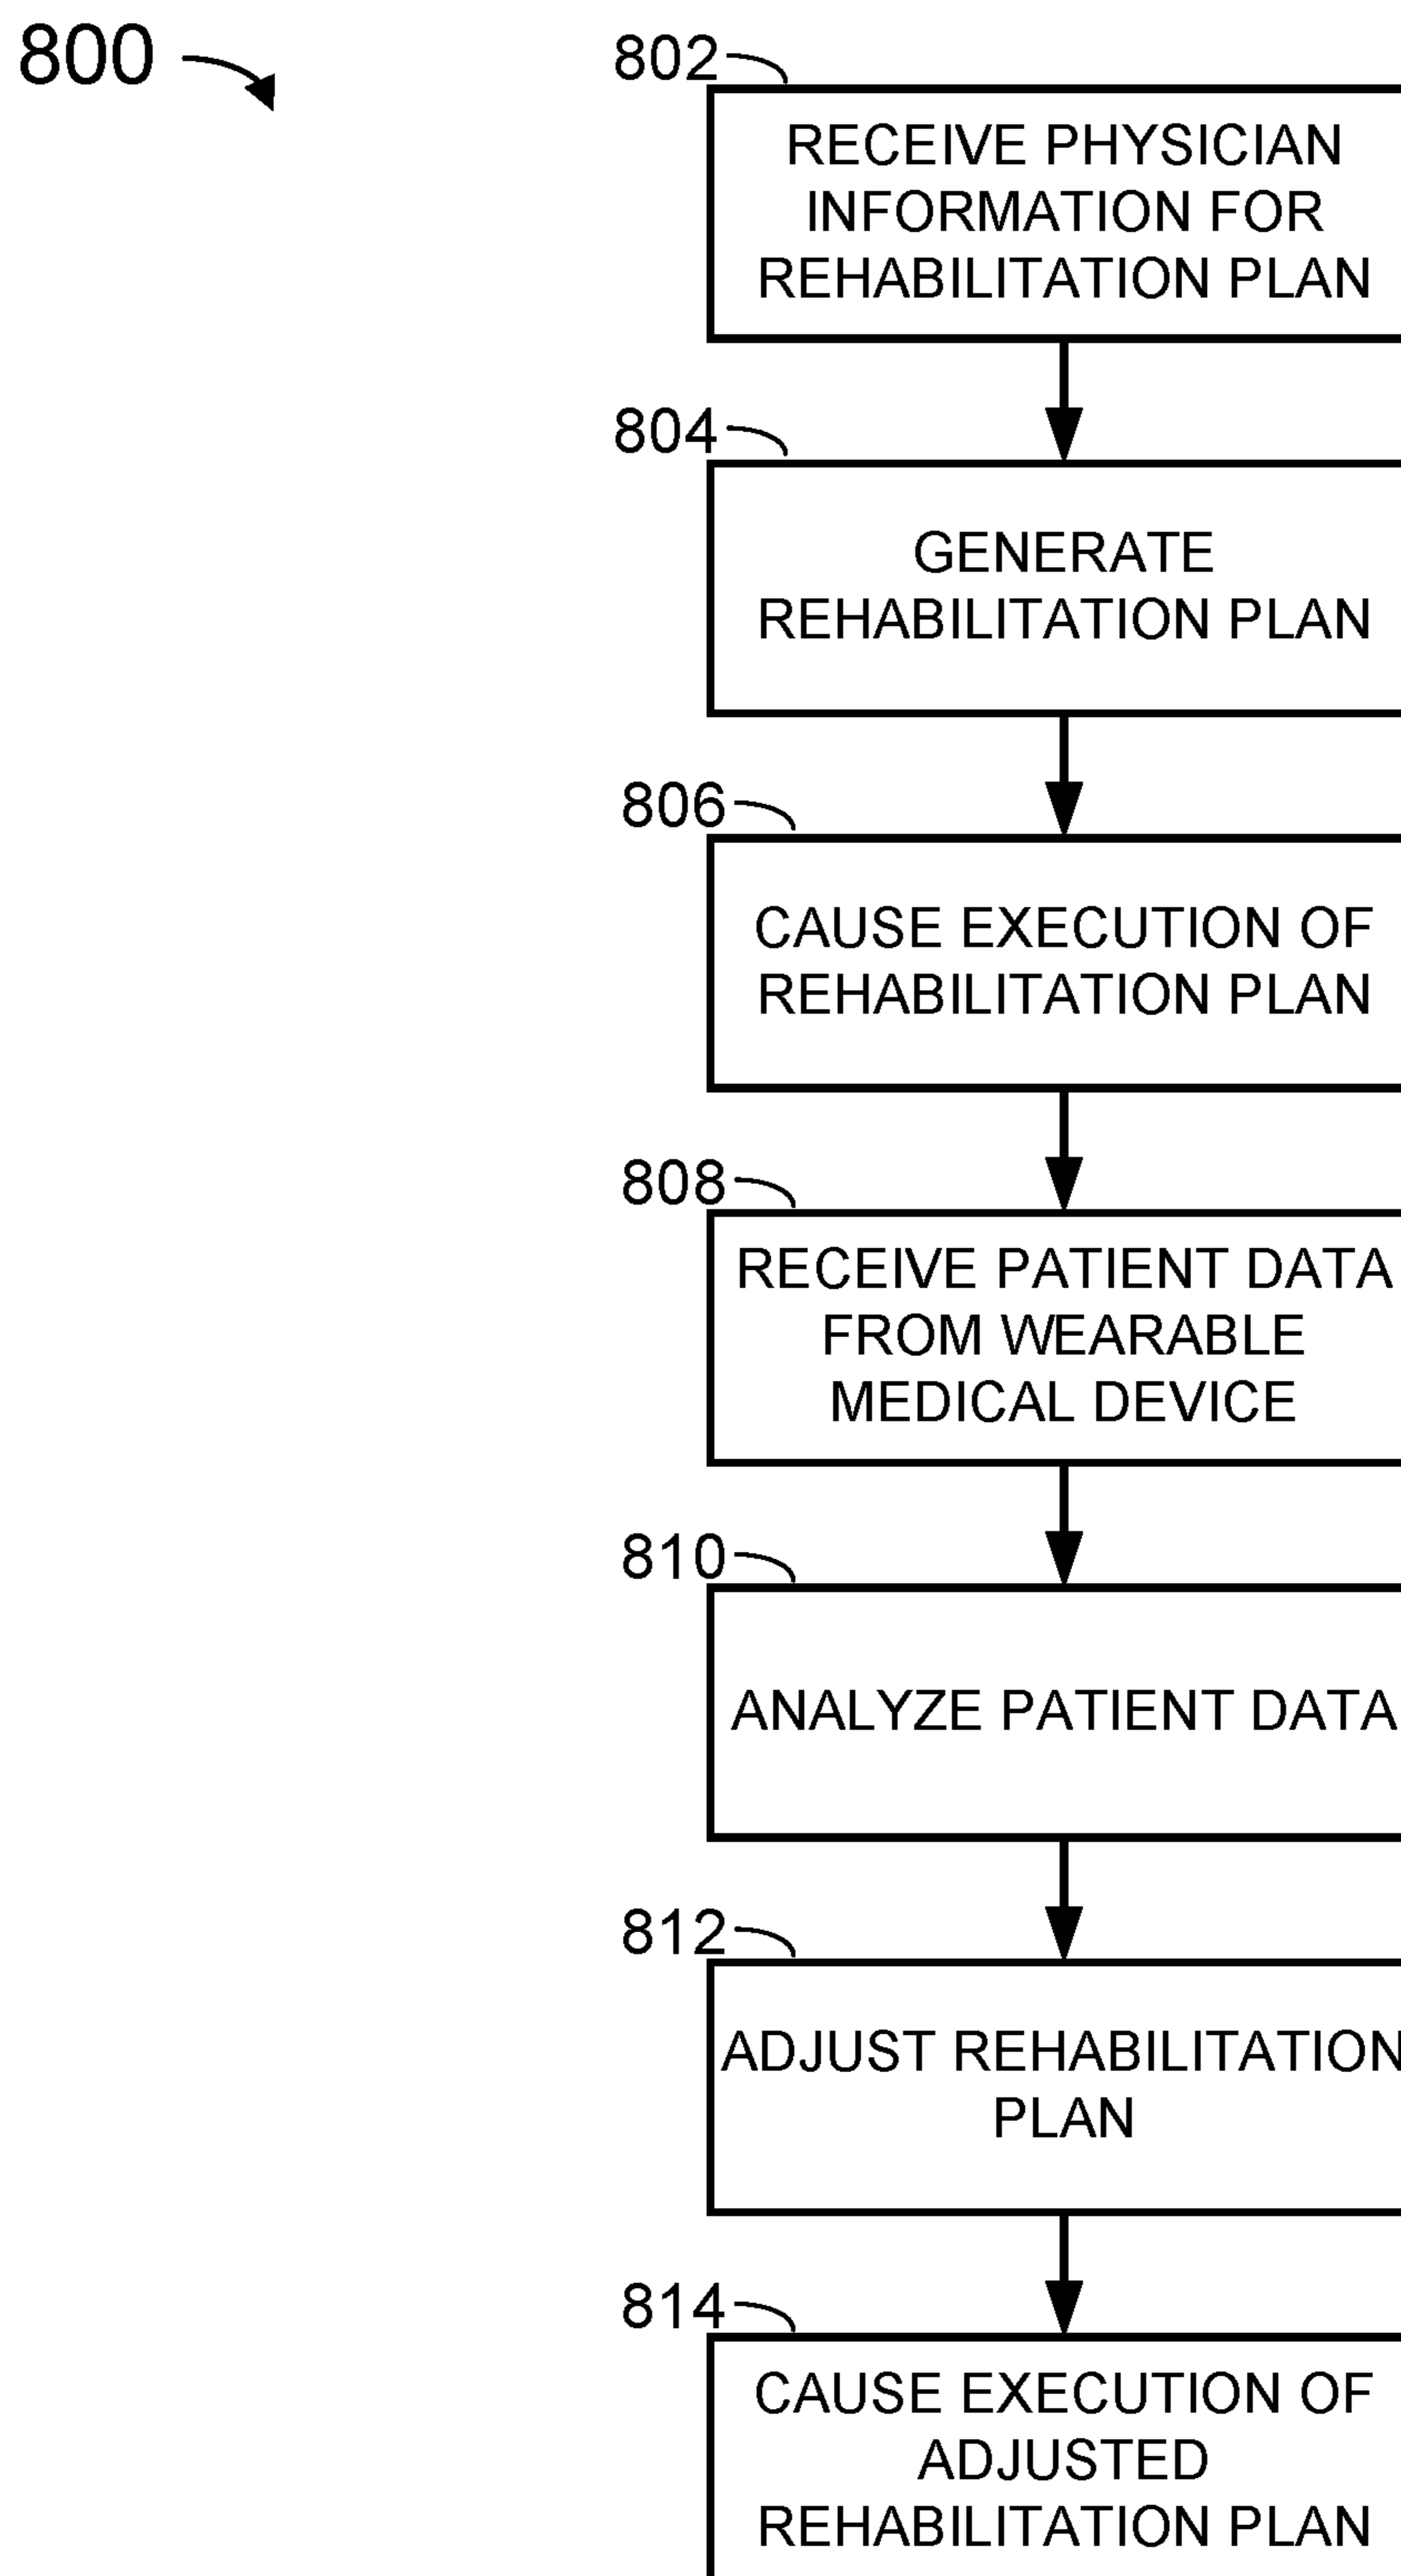 800
802
RECEIVE PHYSICIAN
INFORMATION FOR
REHABILITATION PLAN
804
GENERATE
REHABILITATION PLAN
806
CAUSE EXECUTION OF
REHABILITATION PLAN
808
RECEIVE PATIENT DATA
FROM WEARABLE
MEDICAL DEVICE
810
ANALYZE PATIENT DATA
812
ADJUST REHABILITATION
PLAN
814
CAUSE EXECUTION OF
ADJUSTED
REHABILITATION PLAN